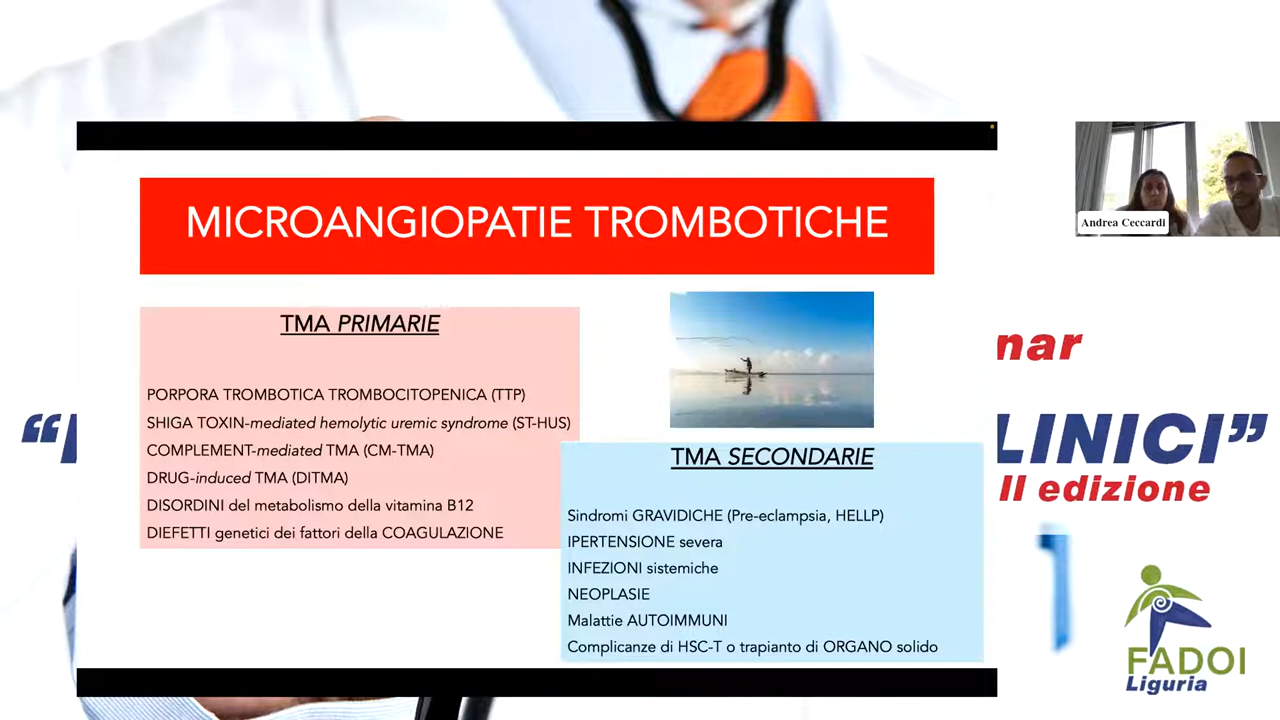 MICROANGIOPATIE TROMBOTICHE
TMA PRIMARIE
PORPORA TROMBOTICA TROMBOCITOPENICA (TTP)
SHIGA TOXIN-mediated hemolytic uremic syndrome (ST-HUS)
COMPLEMENT-mediated TMA (CM-TMA)
DRUG-induced TMA (DITMA)
DISORDINI del metabolismo della vitamina B12
DIEFETTI genetici dei fattori della COAGULAZIONE
TMA SECONDARIE
Sindromi GRAVIDICHE (Pre-eclampsia, HELLP)
IPERTENSIONE severa
INFEZIONI sistemiche
NEOPLASIE
Malattie AUTOIMMUNI
Complicanze di HSC-T o trapianto di ORGANO solido
Andrea Ceccardi
nar
LINICI”
II edizione
FADOI
Liguria